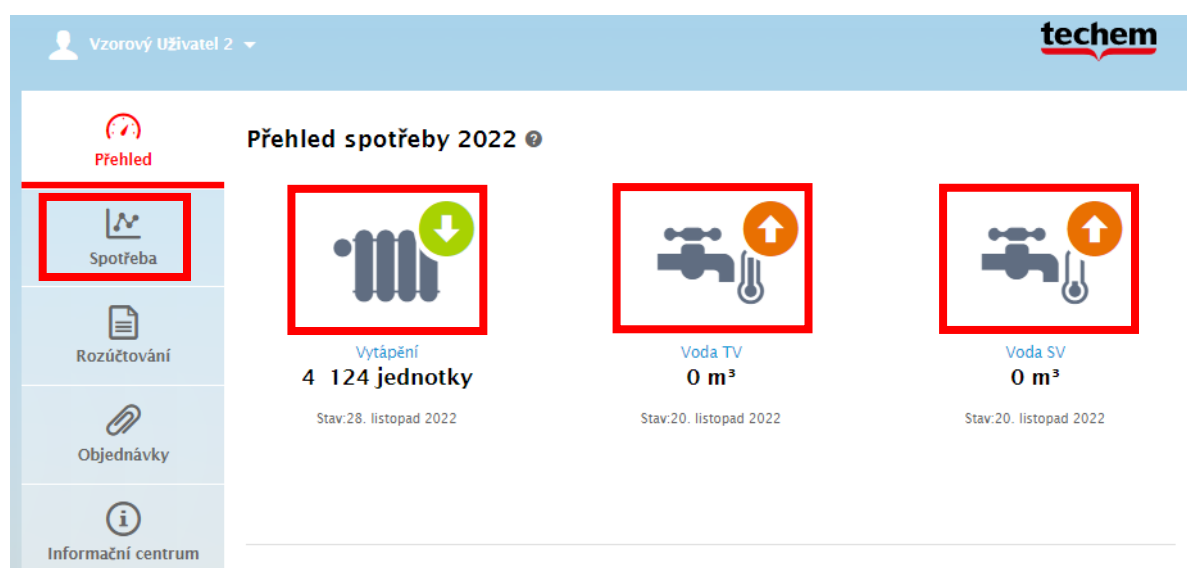 Vzorový Uživatel 2
techem
Přehled
Spotřeba
Rozúčtování
Objednávky
Informační centrum
Přehled spotřeby 2022 ?
Vytápění
4 124 jednotky
Stav:28. listopad 2022
Voda TV
0 m³
Stav:20. listopad 2022
Voda SV
0 m³
Stav:20. listopad 2022